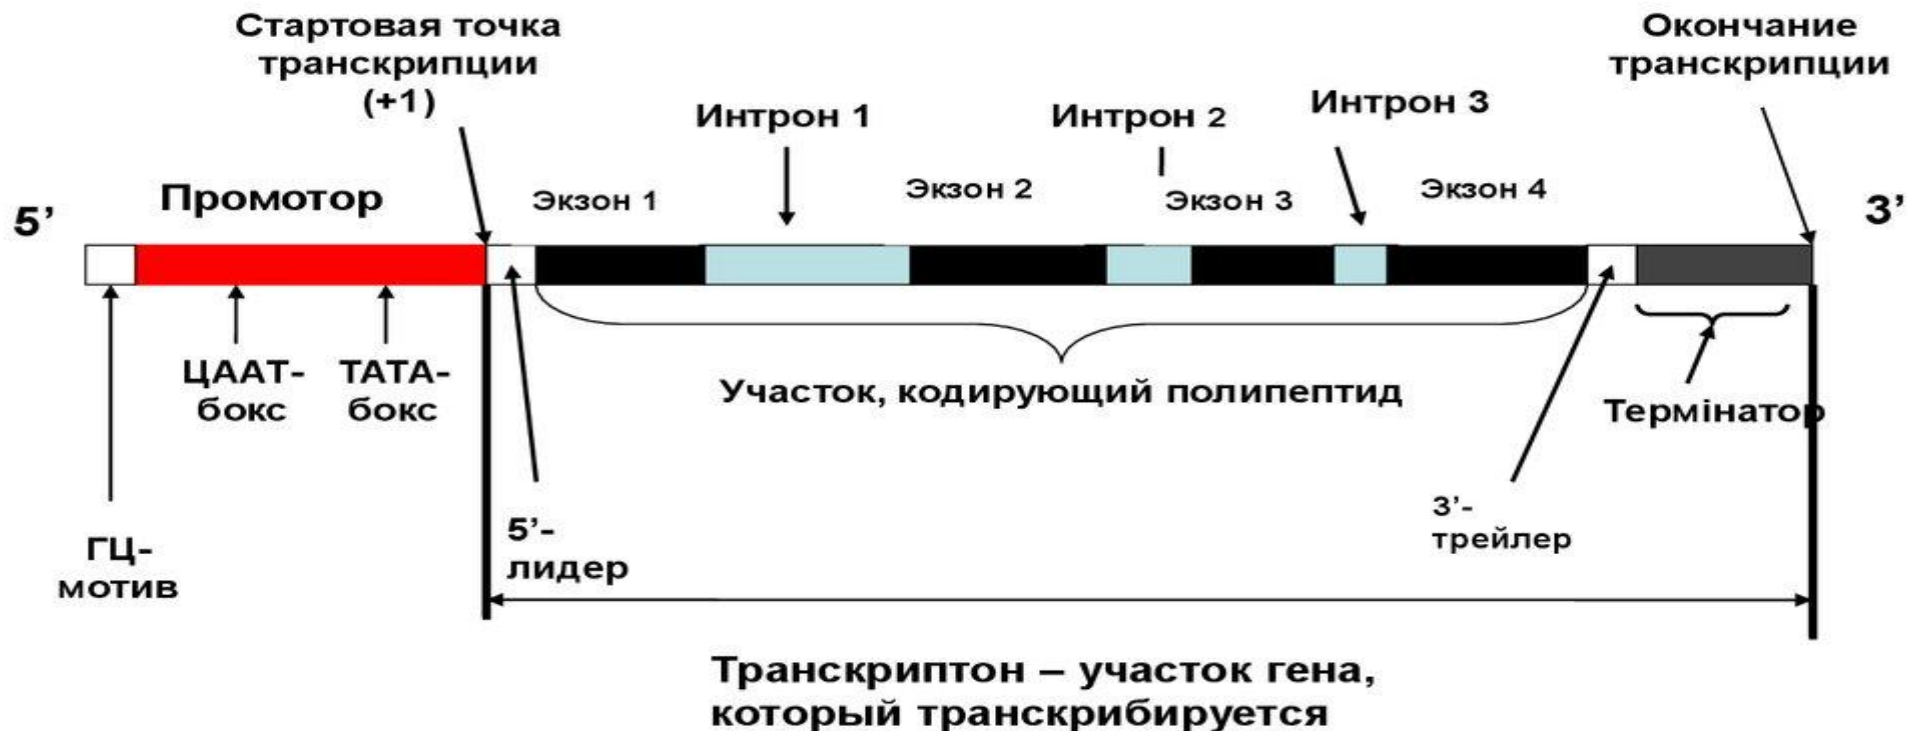 Стартовая точка
транскрипции
(+1)
Окончание
транскрипции
Интрон 1
Интрон 2
Интрон 3
Промотор
Экзон 1
Экзон 2
Экзон 3
Экзон 4
5’
3’
ЦААТ-
бокс
ТАТА-
бокс
Участок, кодирующий полипептид
Термінатор
ГЦ-
мотив
5’-
лидер
3’-
трейлер
Транскриптон – участок гена,
который транскрибируется